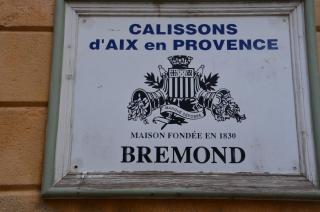 CALISSONS
d'AIX en PROVENCE
MAISON FONDÉE EN 1830
BREMOND